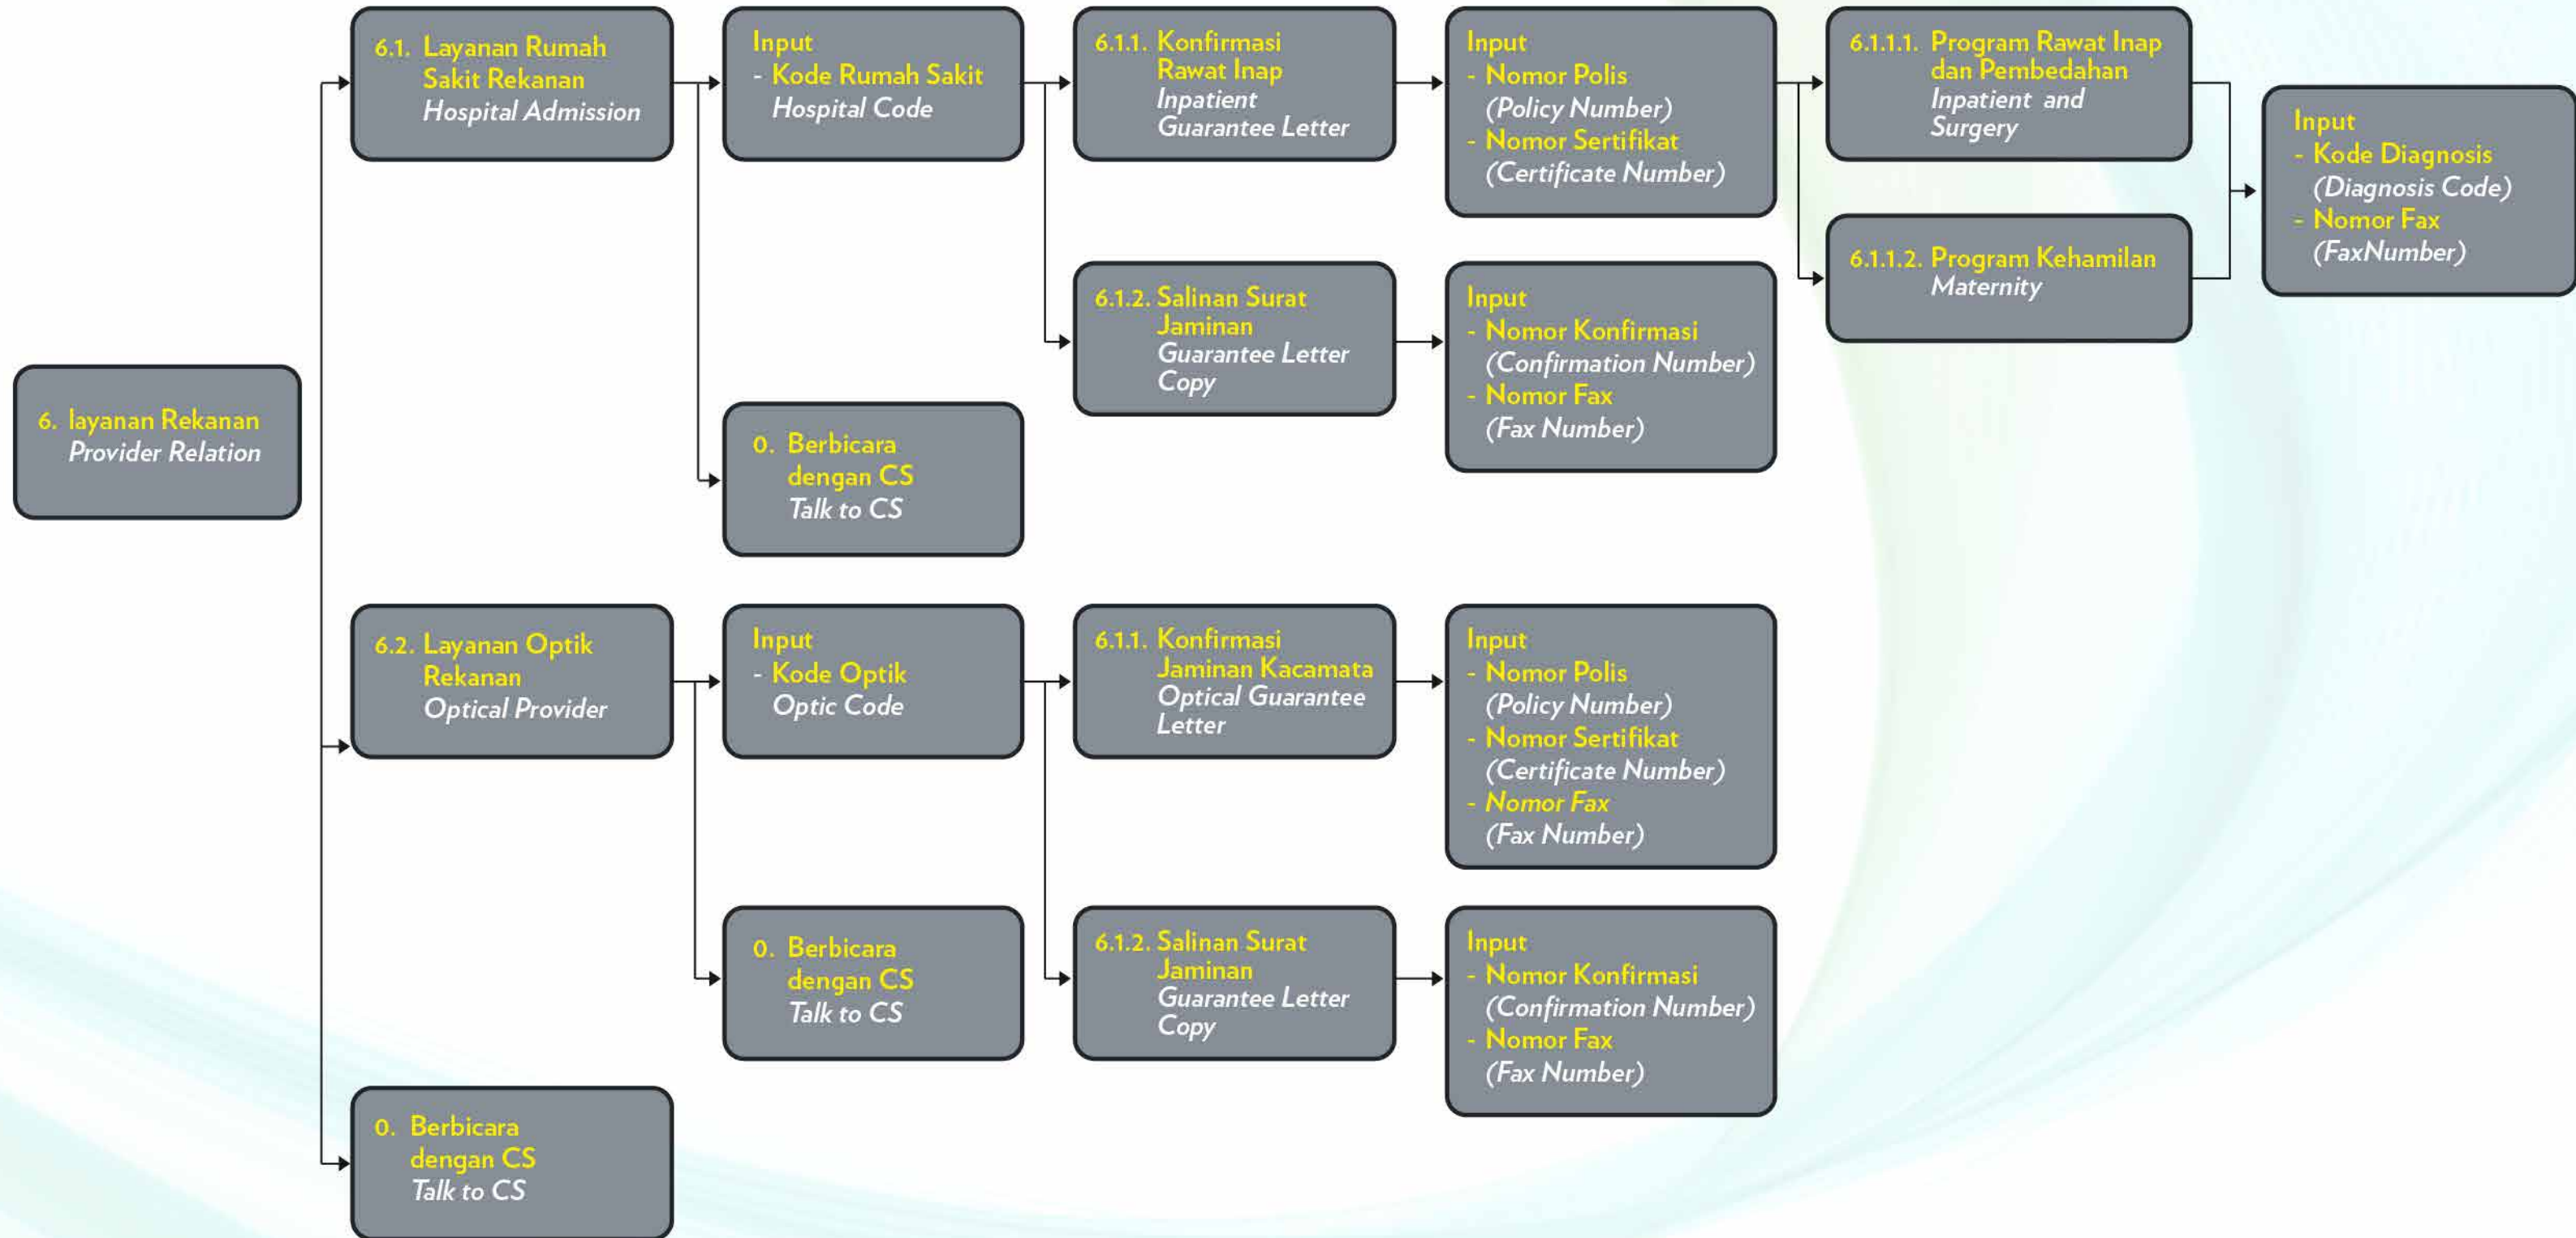 6. layanan Rekanan
Provider Relation
6.1. Layanan Rumah
Sakit Rekanan
Hospital Admission
Input
- Kode Rumah Sakit
Hospital Code
6.1.1. Konfirmasi
Rawat Inap
Inpatient
Guarantee Letter
Input
- Nomor Polis
(Policy Number)
- Nomor Sertifikat
(Certificate Number)
6.1.1.1. Program Rawat Inap
dan Pembedahan
Inpatient and
Surgery
6.1.1.2. Program Kehamilan
Maternity
Input
- Kode Diagnosis
(Diagnosis Code)
- Nomor Fax
(FaxNumber)
6.1.2. Salinan Surat
Jaminan
Guarantee Letter
Copy
Input
- Nomor Konfirmasi
(Confirmation Number)
- Nomor Fax
(Fax Number)
0. Berbicara
dengan CS
Talk to CS
6.2. Layanan Optik
Rekanan
Optical Provider
Input
- Kode Optik
Optic Code
6.1.1. Konfirmasi
Jaminan Kacamata
Optical Guarantee
Letter
Input
- Nomor Polis
(Policy Number)
- Nomor Sertifikat
(Certificate Number)
- Nomor Fax
(Fax Number)
0. Berbicara
dengan CS
Talk to CS
6.1.2. Salinan Surat
Jaminan
Guarantee Letter
Copy
Input
- Nomor Konfirmasi
(Confirmation Number)
- Nomor Fax
(Fax Number)
0. Berbicara
dengan CS
Talk to CS